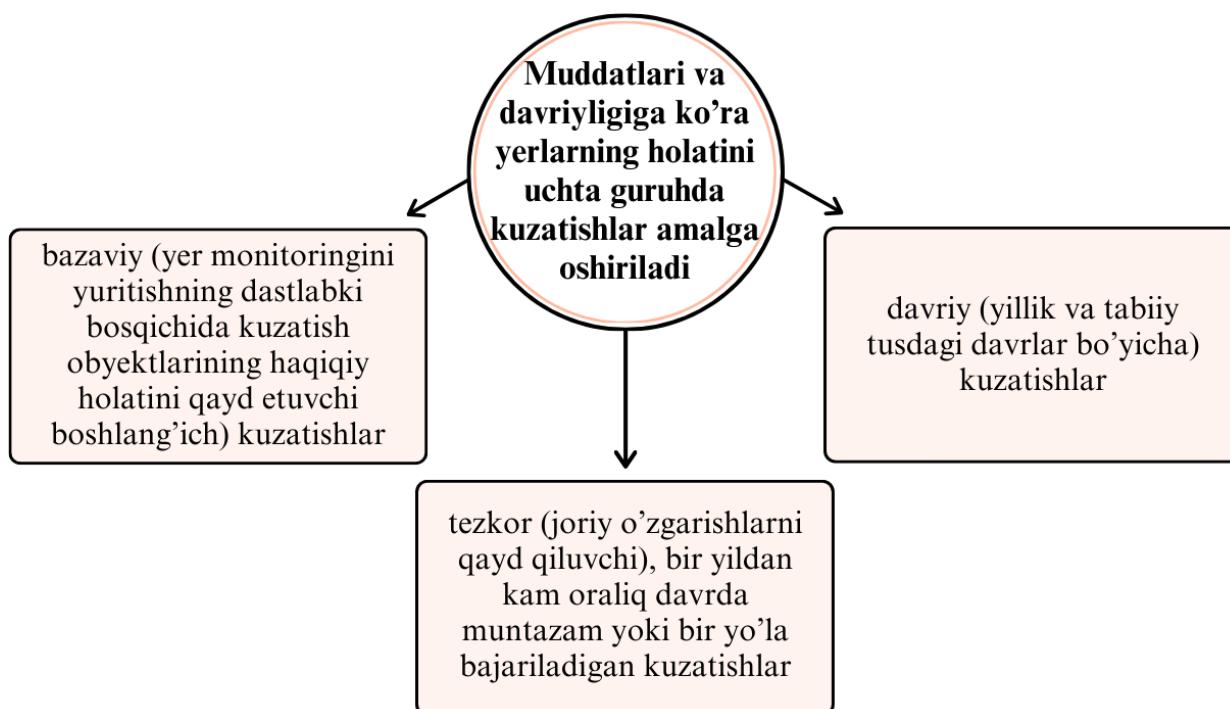 Muddatlari va
davriyligiga ko’ra
yerlarning holatini
uchta guruhda
kuzatishlar amalga
oshiriladi
bazaviy (yer monitoringini
yuritishning dastlabki
bosqichida kuzatish
obyektlarining haqiqiy
holatini qayd etuvchi
boshlang’ich) kuzatishlar
davriy (yillik va tabiiy
tusdagi davrlar bo’yicha)
kuzatishlar
tezkor (joriy o’zgarishlarni
qayd qiluvchi), bir yildan
kam oraliq davrda
muntazam yoki bir yo’la
bajariladigan kuzatishlar